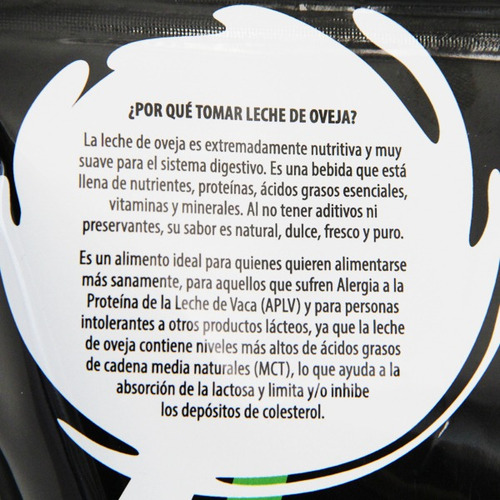 ¿POR QUÉ TOMAR LECHE DE OVEJA?
La leche de oveja es extremadamente nutritiva y muy
suave para el sistema digestivo. Es una bebida que está
llena de nutrientes, proteínas, ácidos grasos esenciales,
vitaminas y minerales. Al no tener aditivos ni
preservantes, su sabor es natural, dulce, fresco y puro.
Es un alimento ideal para quienes quieren alimentarse
más sanamente, para aquellos que sufren Alergia a la
Proteína de la Leche de Vaca (APLV) y para personas
intolerantes a otros productos lácteos, ya que la leche
de oveja contiene niveles más altos de ácidos grasos
de cadena media naturales (MCT), lo que ayuda a la
absorción de la lactosa y limita y/o inhibe
los depósitos de colesterol.